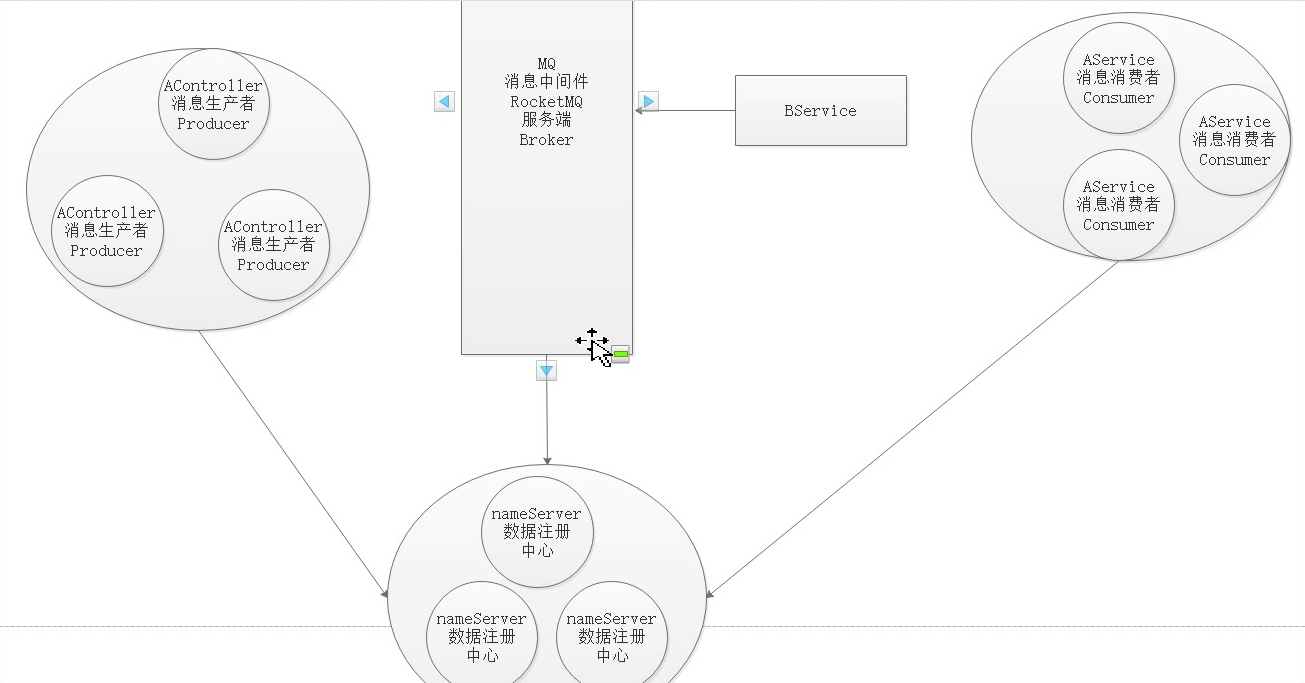 AController
消息生产者
Producer
AController
消息生产者
Producer
AController
消息生产者
Producer
MQ
消息中间件
RocketMQ
服务端
Broker
BService
AService
消息消费者
Consumer
AService
消息消费者
Consumer
AService
消息消费者
Consumer
nameServer
数据注册
中心
nameServer
数据注册
中心
nameServer
数据注册
中心